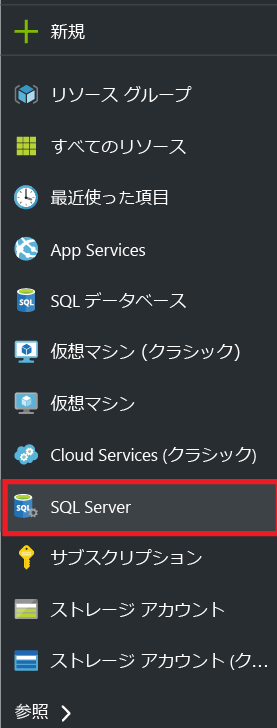 新規
リソース グループ
すべてのリソース
最近使った項目
App Services
SQL データベース
仮想マシン (クラシック)
仮想マシン
Cloud Services (クラシック)
SQL Server
サブスクリプション
ストレージ アカウント
ストレージ アカウント (ク...
参照